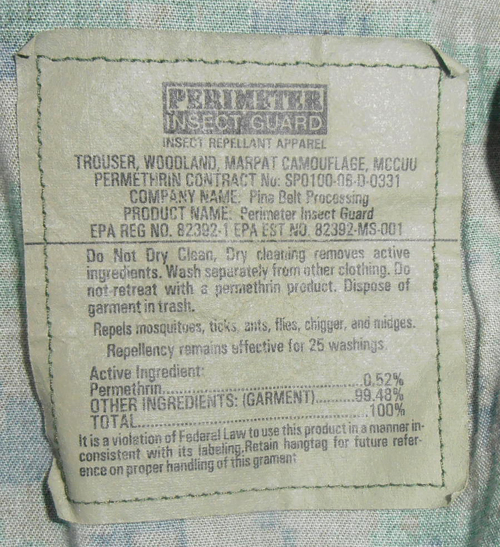 PERIMETER
INSECT GUARD
INSECT REPELLANT APPAREL
TROUSER, WOODLAND, MARPAT CAMOUFLAGE, MCCUU
PERMETHRIN CONTRACT No: SP0100-06-D-0331
COMPANY NAME: Pine Belt Processing
PRODUCT NAME: Perimeter Insect Guard
EPA REG NO. 82392-1 EPA EST NO. 82392-MS-001
Do Not Dry Clean, Dry cleaning removes active
ingredients. Wash separately from other clothing. Do
not retreat with a permethrin product. Dispose of
garment in trash.
Repels mosquitoes, ticks, ants, flies, chigger, and midges.
Repellency remains effective for 25 washings.
Active Ingredient:
Permethrin..............................0.52%
OTHER INGREDIENTS: (GARMENT)........99.48%
TOTAL...................................100%
It is a violation of Federal Law to use this product in a manner in-
consistent with its labeling.Retain hangtag for future refer-
ence on proper handling of this grament